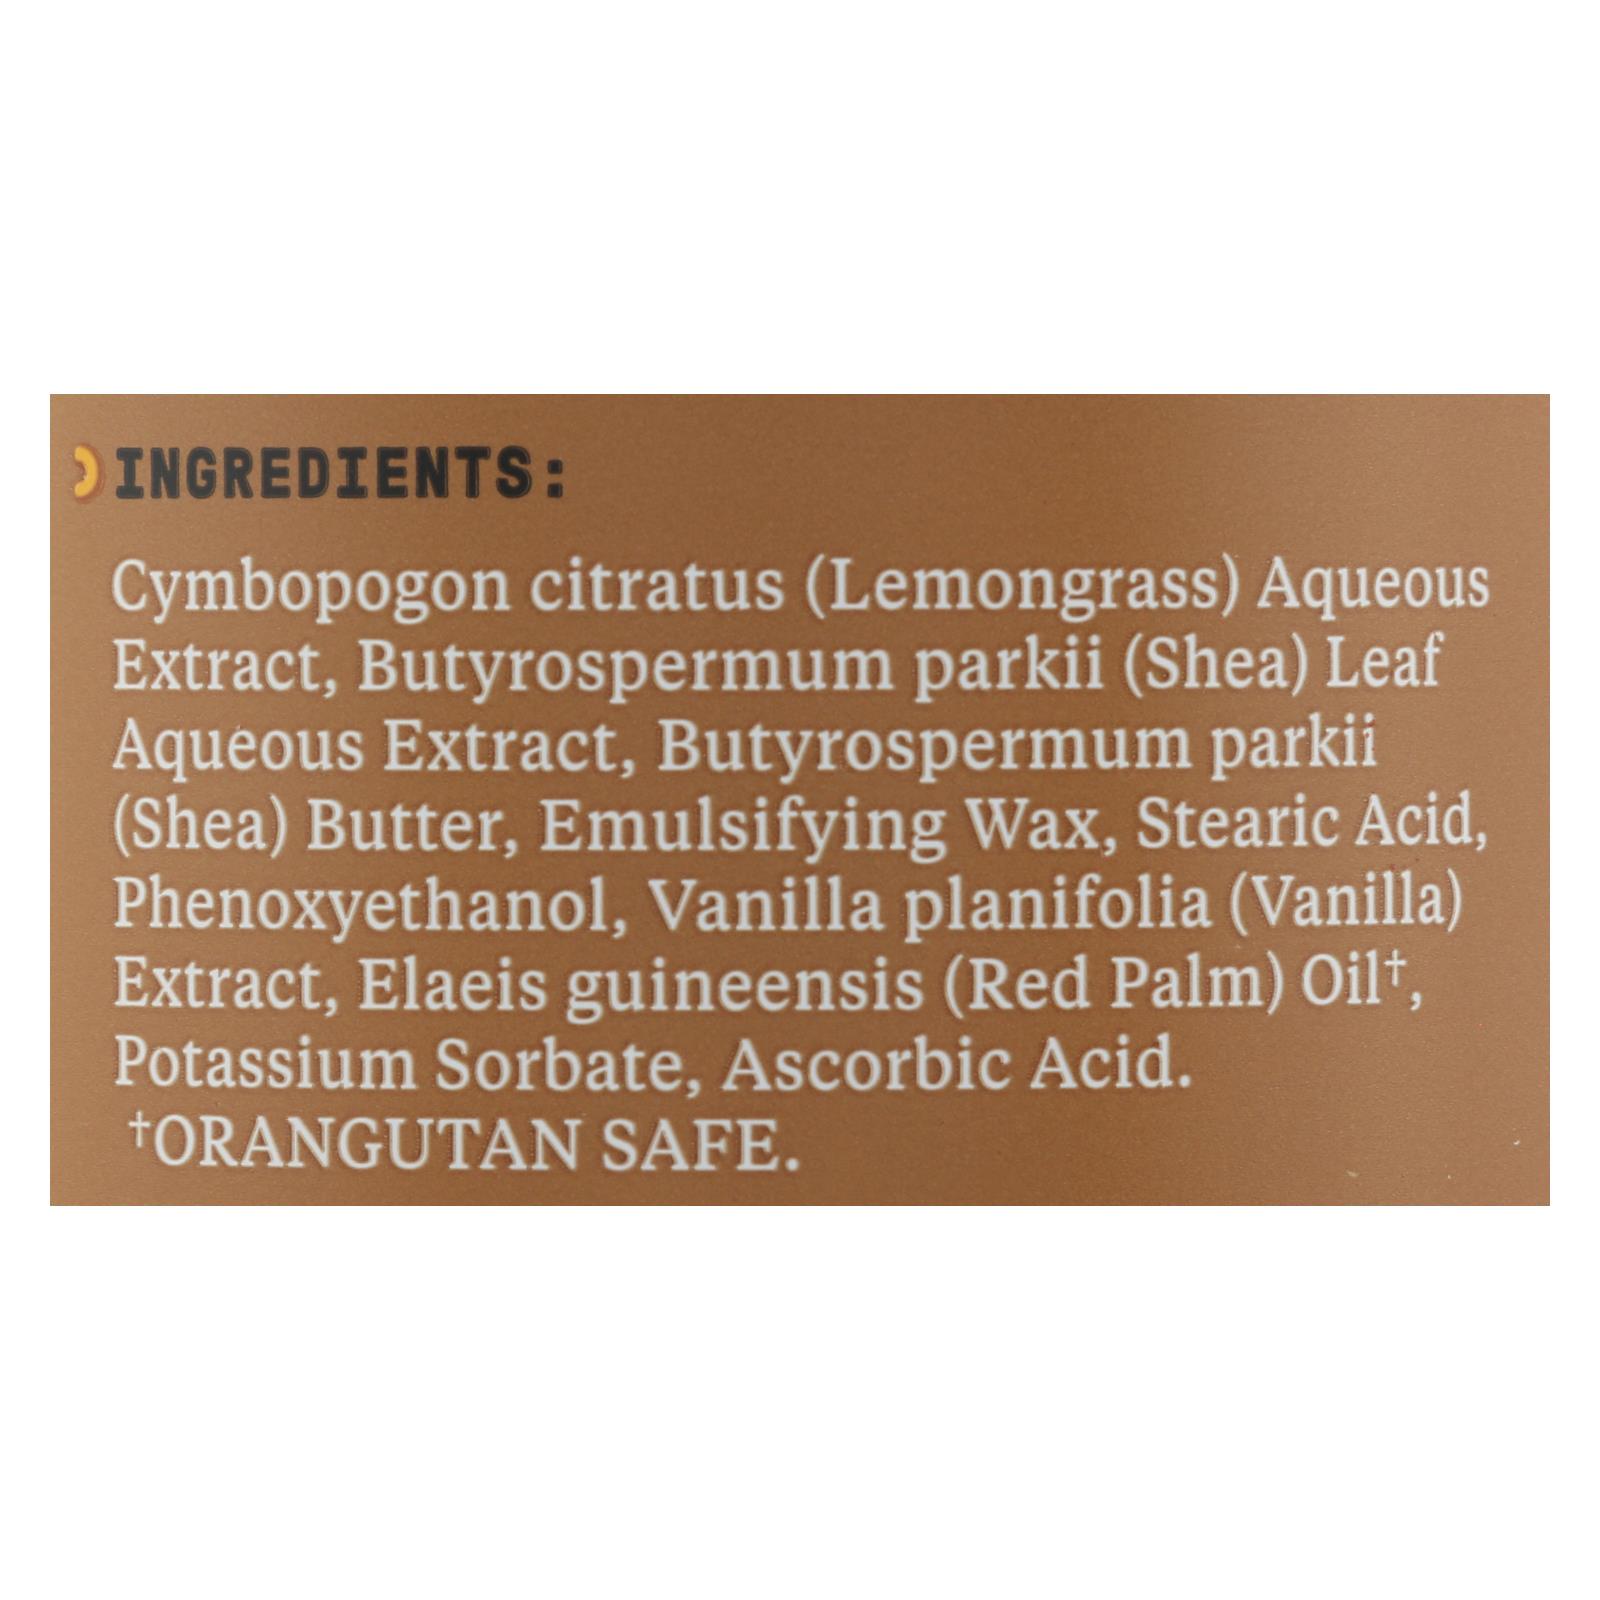 INGREDIENTS:
Cymbopogon citratus (Lemongrass) Aqueous
Extract, Butyrospermum parkii (Shea) Leaf
Aqueous Extract, Butyrospermum parkii
(Shea) Butter, Emulsifying Wax, Stearic Acid,
Phenoxyethanol, Vanilla planifolia (Vanilla)
Extract, Elaeis guineensis (Red Palm) Oil†,
Potassium Sorbate, Ascorbic Acid.
†ORANGUTAN SAFE.